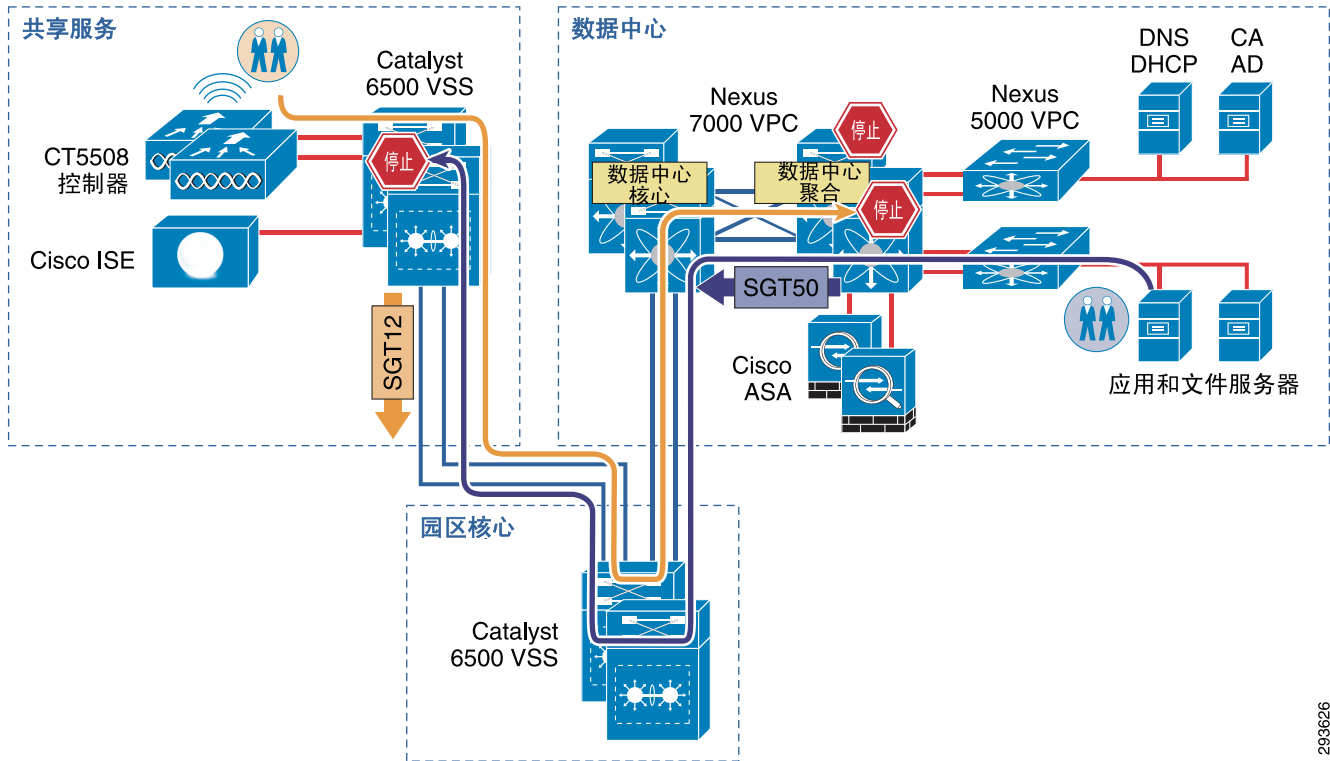 共享服务
Catalyst
6500 VSS
CT5508
控制器
停止
Cisco ISE
SGT12
数据中心
DNS
DHCP
CA
AD
Nexus
7000 VPC
Nexus
5000 VPC
停止
数据中心
核心
数据中心
聚合
停止
SGT50
Cisco
ASA
应用和文件服务器
园区核心
Catalyst
6500 VSS
293626